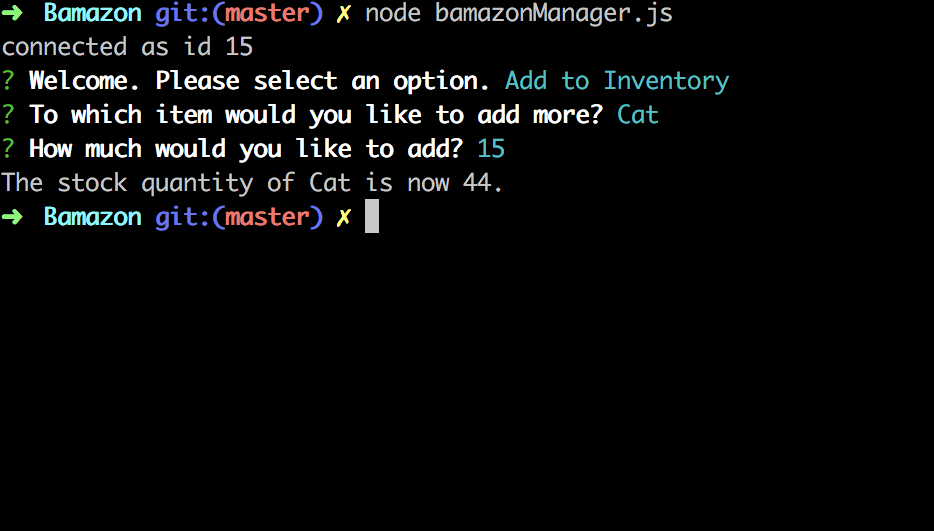 ➜  Bamazon git:(master) ✗ node bamazonManager.js
connected as id 15
? Welcome. Please select an option. Add to Inventory
? To which item would you like to add more? Cat
? How much would you like to add? 15
The stock quantity of Cat is now 44.
➜  Bamazon git:(master) ✗